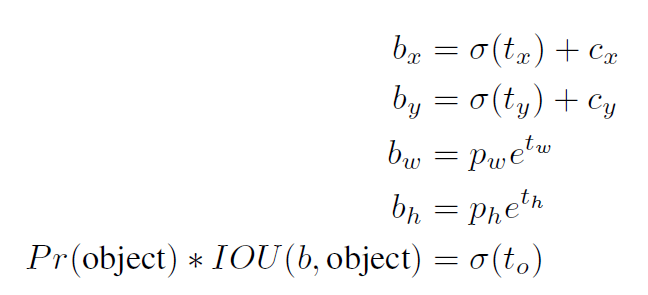 b_x = σ(t_x) + c_x
b_y = σ(t_y) + c_y
b_w = p_w e^{t_w}
b_h = p_h e^{t_h}
Pr(object) ∗ IOU(b, object) = σ(t_o)